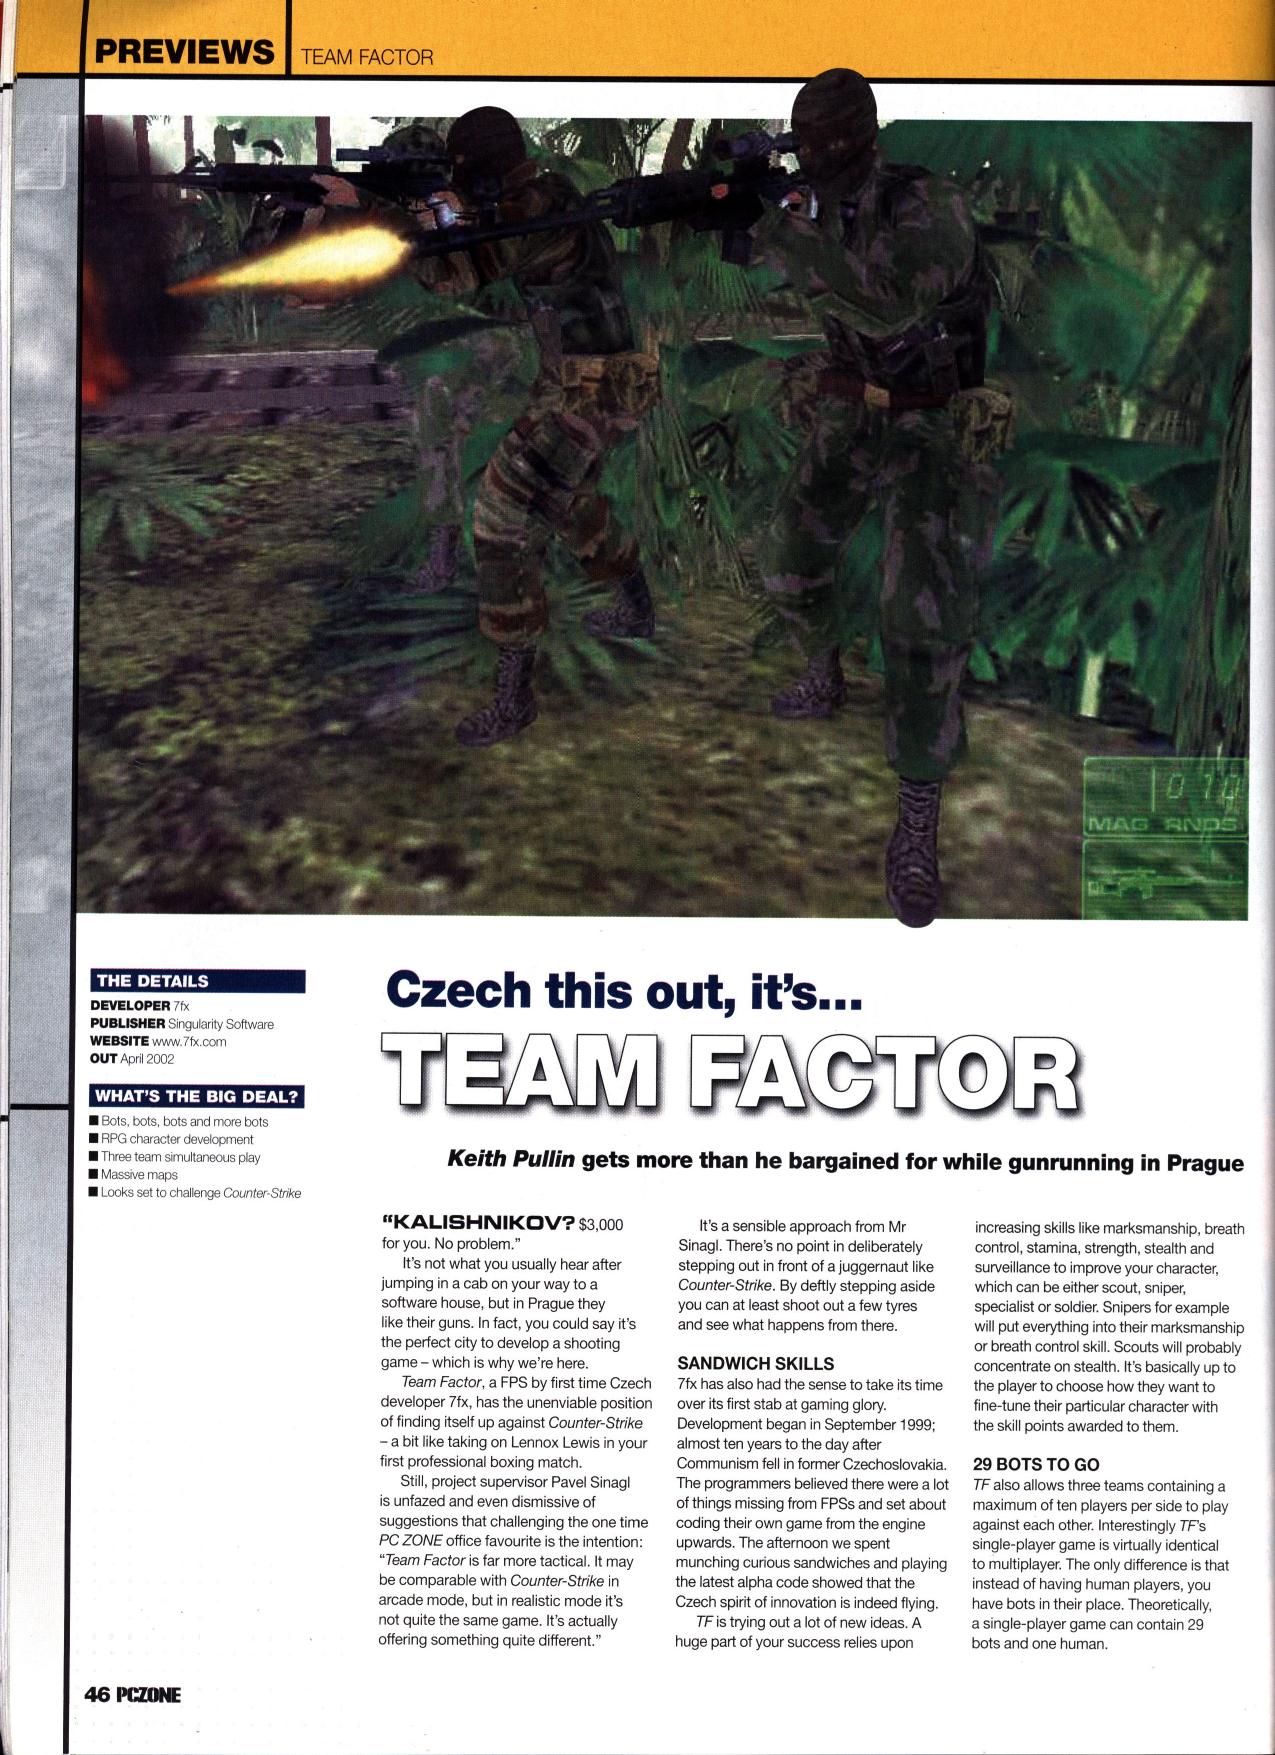 PREVIEWS TEAM FACTOR
010
MAG RNDS
THE DETAILS
DEVELOPER 7fx
PUBLISHER Singularity Software
WEBSITE www.7fx.com
OUT April 2002
WHAT'S THE BIG DEAL?
■ Bots, bots, bots and more bots
■ RPG character development
■ Three team simultaneous play
■ Massive maps
■ Looks set to challenge Counter-Strike
Czech this out, it's...
TEAM FACTOR
Keith Pullin gets more than he bargained for while gunrunning in Prague
“KALISHNIKOV? $3,000
for you. No problem.”
It's not what you usually hear after
jumping in a cab on your way to a
software house, but in Prague they
like their guns. In fact, you could say it's
the perfect city to develop a shooting
game – which is why we're here.
Team Factor, a FPS by first time Czech
developer 7fx, has the unenviable position
of finding itself up against Counter-Strike
– a bit like taking on Lennox Lewis in your
first professional boxing match.
Still, project supervisor Pavel Sinagl
is unfazed and even dismissive of
suggestions that challenging the one time
PC ZONE office favourite is the intention:
“Team Factor is far more tactical. It may
be comparable with Counter-Strike in
arcade mode, but in realistic mode it's
not quite the same game. It's actually
offering something quite different.”
It's a sensible approach from Mr
Sinagl. There's no point in deliberately
stepping out in front of a juggernaut like
Counter-Strike. By deftly stepping aside
you can at least shoot out a few tyres
and see what happens from there.
SANDWICH SKILLS
7fx has also had the sense to take its time
over its first stab at gaming glory.
Development began in September 1999;
almost ten years to the day after
Communism fell in former Czechoslovakia.
The programmers believed there were a lot
of things missing from FPSs and set about
coding their own game from the engine
upwards. The afternoon we spent
munching curious sandwiches and playing
the latest alpha code showed that the
Czech spirit of innovation is indeed flying.
TF is trying out a lot of new ideas. A
huge part of your success relies upon
increasing skills like marksmanship, breath
control, stamina, strength, stealth and
surveillance to improve your character,
which can be either scout, sniper,
specialist or soldier. Snipers for example
will put everything into their marksmanship
or breath control skill. Scouts will probably
concentrate on stealth. It's basically up to
the player to choose how they want to
fine-tune their particular character with
the skill points awarded to them.
29 BOTS TO GO
TF also allows three teams containing a
maximum of ten players per side to play
against each other. Interestingly TF's
single-player game is virtually identical
to multiplayer. The only difference is that
instead of having human players, you
have bots in their place. Theoretically,
a single-player game can contain 29
bots and one human.
46 PCZONE